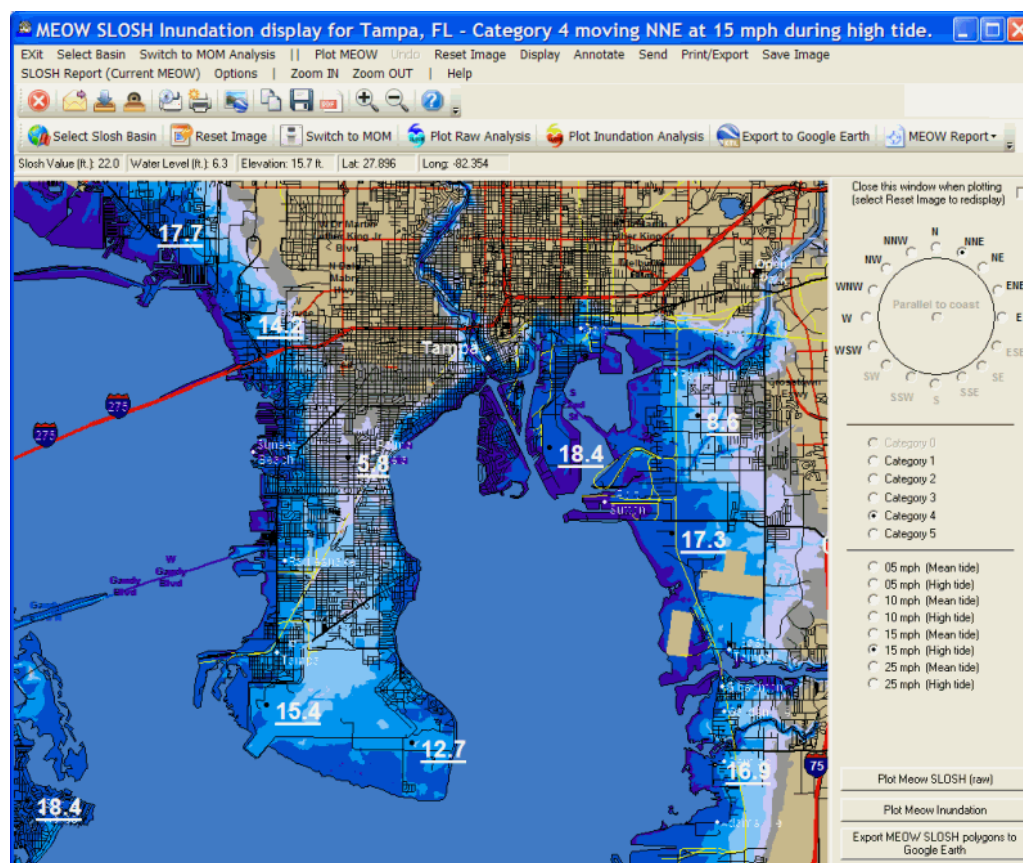 MEOW SLOSH Inundation display for Tampa, FL - Category 4 moving NNE at 15 mph during high tide.
EXit Select Basin Switch to MOM Analysis || Plot MEOW Undo Reset Image Display Annotate Send Print/Export Save Image
SLOSH Report (Current MEOW) Options | Zoom IN Zoom OUT | Help
Select Slosh Basin Reset Image Switch to MOM Plot Raw Analysis Plot Inundation Analysis Export to Google Earth MEOW Report
Slosh Value (ft.): 22.0 Water Level (ft.): 6.3 Elevation: 15.7 ft. Lat: 27.896 Long: -82.354
Close this window when plotting
(select Reset Image to redisplay)
N
NNW NNE
NW NE
WNW ENE
Parallel to coast
W E
WSW ESE
SW SE
SSW S SSE
Category 0
Category 1
Category 2
Category 3
Category 4
Category 5
05 mph (Mean tide)
05 mph (High tide)
10 mph (Mean tide)
10 mph (High tide)
15 mph (Mean tide)
15 mph (High tide)
25 mph (Mean tide)
25 mph (High tide)
Plot Meow SLOSH (raw)
Plot Meow Inundation
Export MEOW SLOSH polygons to
Google Earth
17.7
14.2
Tampa
275
275
8.6
Sunset
Beach
5.8
18.4
17.3
W
Gandy
Blvd
Gandy
Blvd
Tampa
15.4
12.7
16.9
75
18.4